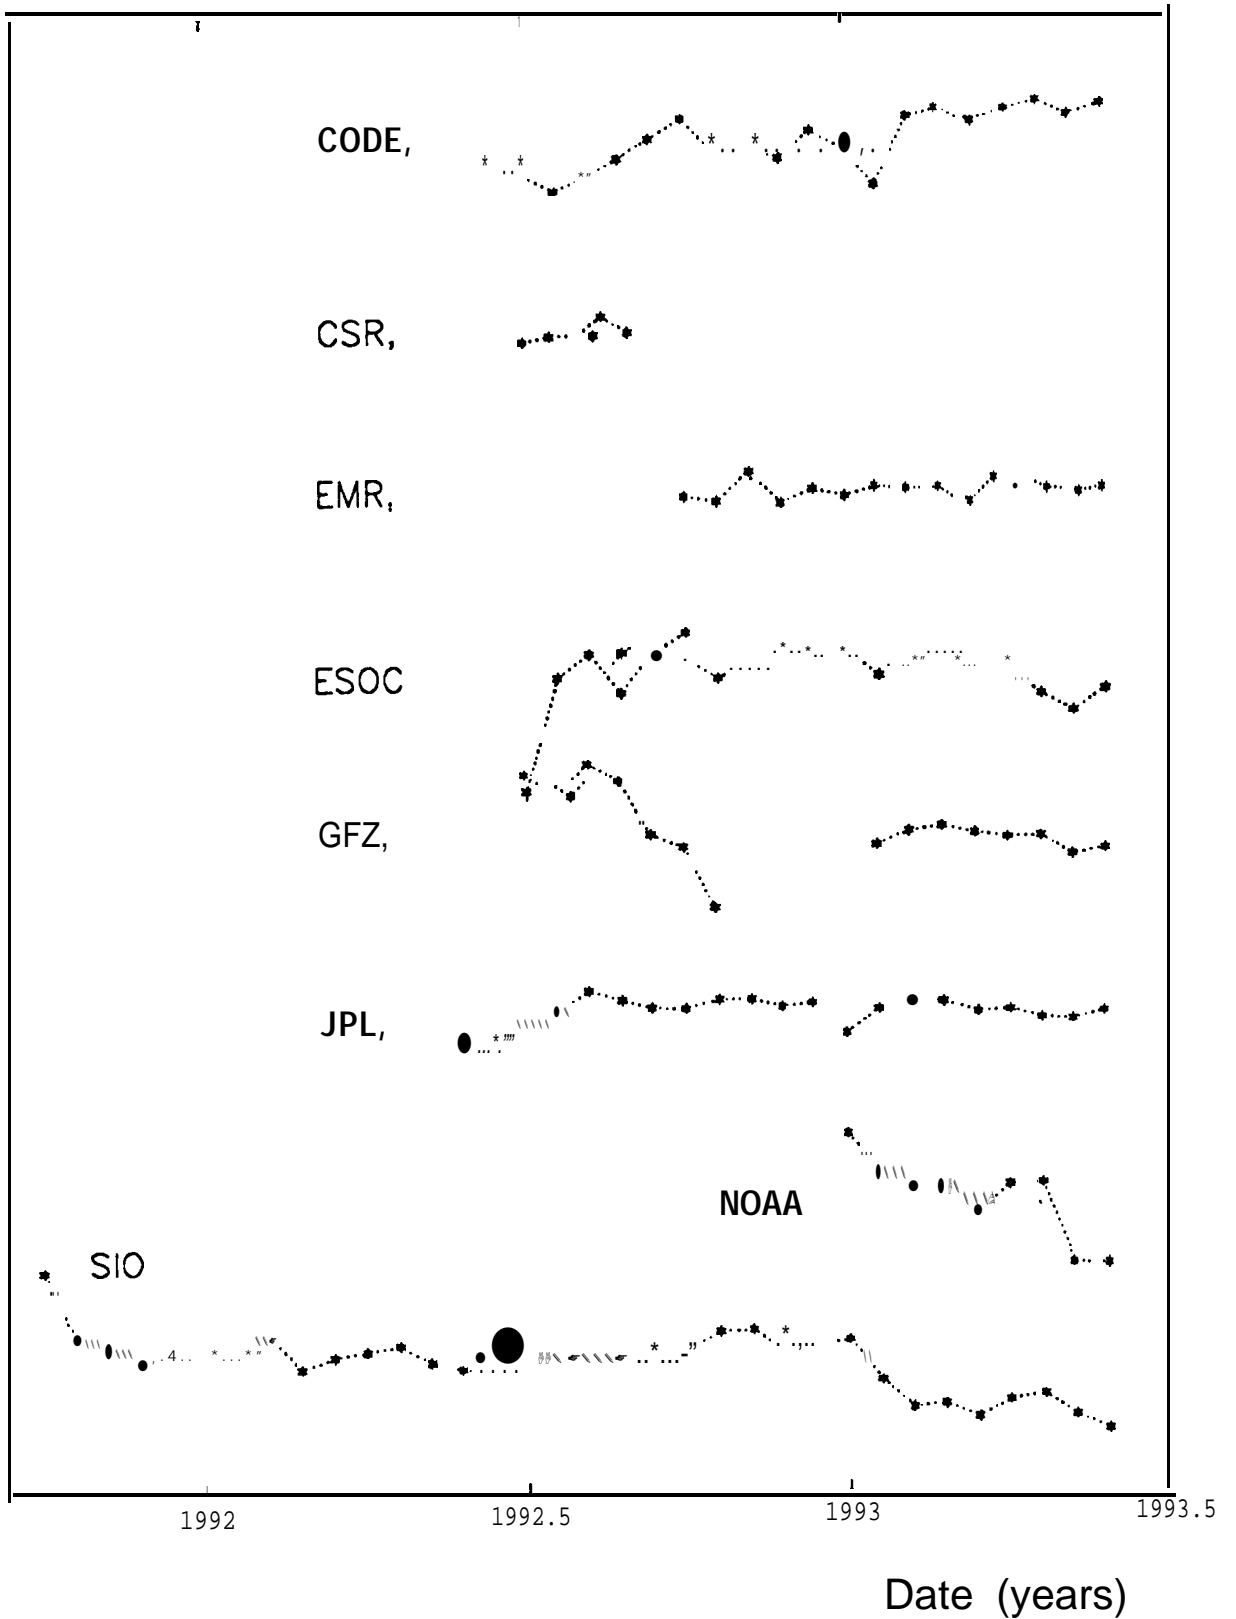 CODE,
CSR,
EMR,
ESOC
GFZ,
JPL,
NOAA
SIO
1992 1992.5 1993 1993.5
Date (years)